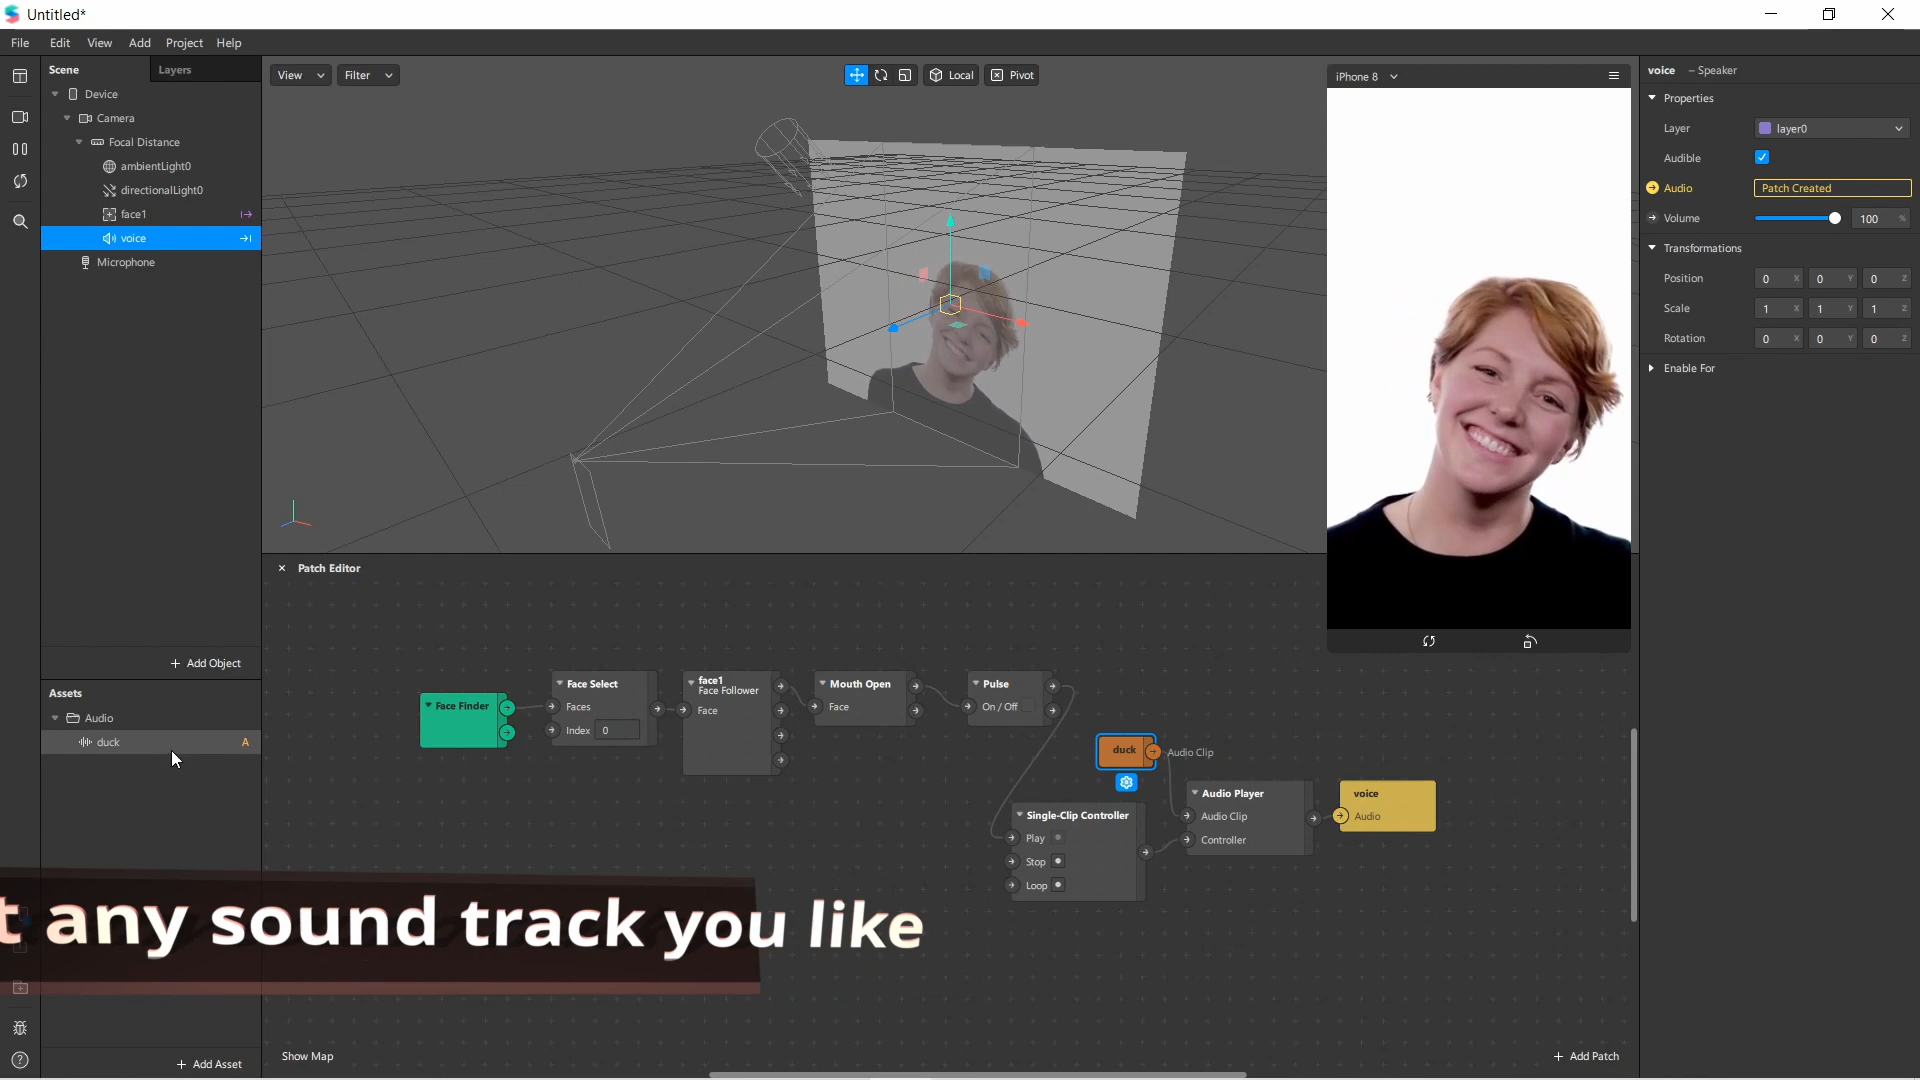 Untitled*
File Edit View Add Project Help
Scene Layers
Device
Camera
Focal Distance
ambientLight0
directionalLight0
face1
voice
Microphone
+ Add Object
Assets
Audio
duck A
+ Add Asset
View Filter
Local Pivot
iPhone 8
Patch Editor
Face Finder
Face Select
Faces
Index 0
face1
Face Follower
Face
Mouth Open
Face
Pulse
On / Off
duck
Audio Clip
Single-Clip Controller
Play
Stop
Loop
Audio Player
Audio Clip
Controller
voice
Audio
t any sound track you like
Show Map
+ Add Patch
voice – Speaker
Properties
Layer layer0
Audible
Audio Patch Created
Volume 100 %
Transformations
Position 0 X 0 Y 0 Z
Scale 1 X 1 Y 1 Z
Rotation 0 X 0 Y 0 Z
Enable For